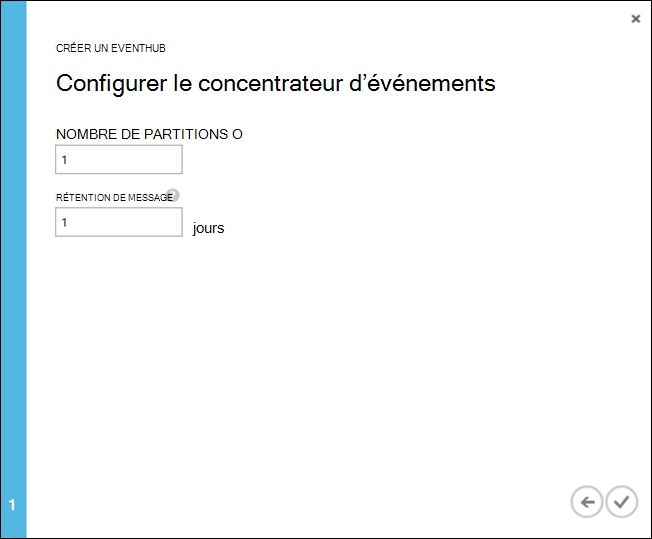 CRÉER UN EVENTHUB
Configurer le concentrateur d’événements
NOMBRE DE PARTITIONS O
1
RÉTENTION DE MESSAGE ?
1
jours
1